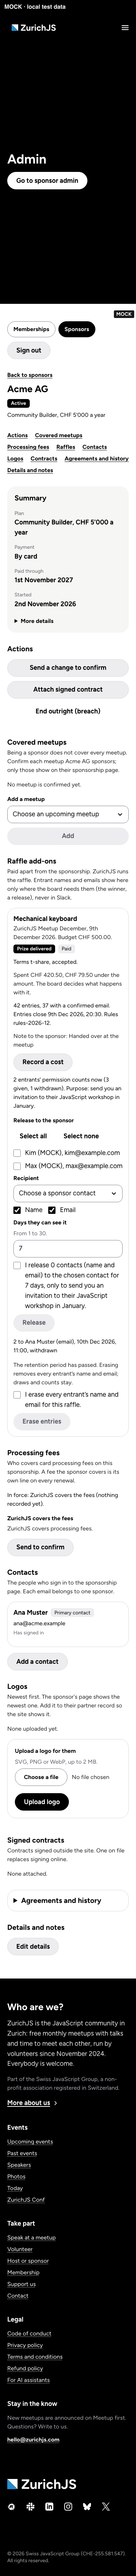 MOCK · local test data
ZurichJS
Admin
Go to sponsor admin
MOCK
Memberships
Sponsors
Sign out
Back to sponsors
Acme AG
Active
Community Builder, CHF 5'000 a year
Actions Covered meetups
Processing fees Raffles Contacts
Logos Contracts Agreements and history
Details and notes
Summary
Plan
Community Builder, CHF 5'000 a
year
Payment
By card
Paid through
1st November 2027
Started
2nd November 2026
▶ More details
Actions
Send a change to confirm
Attach signed contract
End outright (breach)
Covered meetups
Being a sponsor does not cover every meetup.
Confirm each meetup Acme AG sponsors;
only those show on their sponsorship page.
No meetup is confirmed yet.
Add a meetup
Choose an upcoming meetup
Add
Raffle add-ons
Paid apart from the sponsorship. ZurichJS runs
each raffle. Entrant names and emails show here
only, to be shared for agreed needs (the winner,
a release), never in Slack.
Mechanical keyboard
ZurichJS Meetup December, 9th
December 2026. Budget CHF 500.00.
Prize delivered Paid
Terms t-share, accepted.
Spent CHF 420.50, CHF 79.50 under the
amount. The board decides what happens
with it.
42 entries, 37 with a confirmed email.
Entries close 9th Dec 2026, 20:30. Rules
rules-2026-12.
Note to the sponsor: Handed over at the
meetup
Record a cost
2 entrants' permission counts now (3
given, 1 withdrawn). Purpose: send you an
invitation to their JavaScript workshop in
January.
Release to the sponsor
Select all
Select none
Kim (MOCK), kim@example.com
Max (MOCK), max@example.com
Recipient
Choose a sponsor contact
Name
Email
Days they can see it
From 1 to 30.
7
I release 0 contacts (name and
email) to the chosen contact for
7 days, only to send you an
invitation to their JavaScript
workshop in January.
Release
2 to Ana Muster (email), 10th Dec 2026,
11:00, withdrawn
The retention period has passed. Erasing
removes every entrant's name and email;
draws and counts stay.
I erase every entrant's name and
email for this raffle.
Erase entries
Processing fees
Who covers card processing fees on this
sponsorship. A fee the sponsor covers is its
own line on every renewal.
In force: ZurichJS covers the fees (nothing
recorded yet).
ZurichJS covers the fees
ZurichJS covers processing fees.
Send to confirm
Contacts
The people who sign in to the sponsorship
page. Each email belongs to one sponsor.
Ana Muster Primary contact
ana@acme.example
Has signed in
Add a contact
Logos
Newest first. The sponsor's page shows the
newest one. Add it to their partner record so
the site shows it.
None uploaded yet.
Upload a logo for them
SVG, PNG or WebP, up to 2 MB.
Choose a file
No file chosen
Upload logo
Signed contracts
Contracts signed outside the site. One on file
replaces signing online.
None attached.
▶ Agreements and history
Details and notes
Edit details
Who are we?
ZurichJS is the JavaScript community in
Zurich: free monthly meetups with talks
and time to meet each other, run by
volunteers since November 2024.
Everybody is welcome.
Part of the Swiss JavaScript Group, a non-
profit association registered in Switzerland.
More about us
Events
Upcoming events
Past events
Speakers
Photos
Today
ZurichJS Conf
Take part
Speak at a meetup
Volunteer
Host or sponsor
Membership
Support us
Contact
Legal
Code of conduct
Privacy policy
Terms and conditions
Refund policy
For AI assistants
Stay in the know
New meetups are announced on Meetup first.
Questions? Write to us.
hello@zurichjs.com
ZurichJS
© 2026 Swiss JavaScript Group (CHE-255.581.547).
All rights reserved.